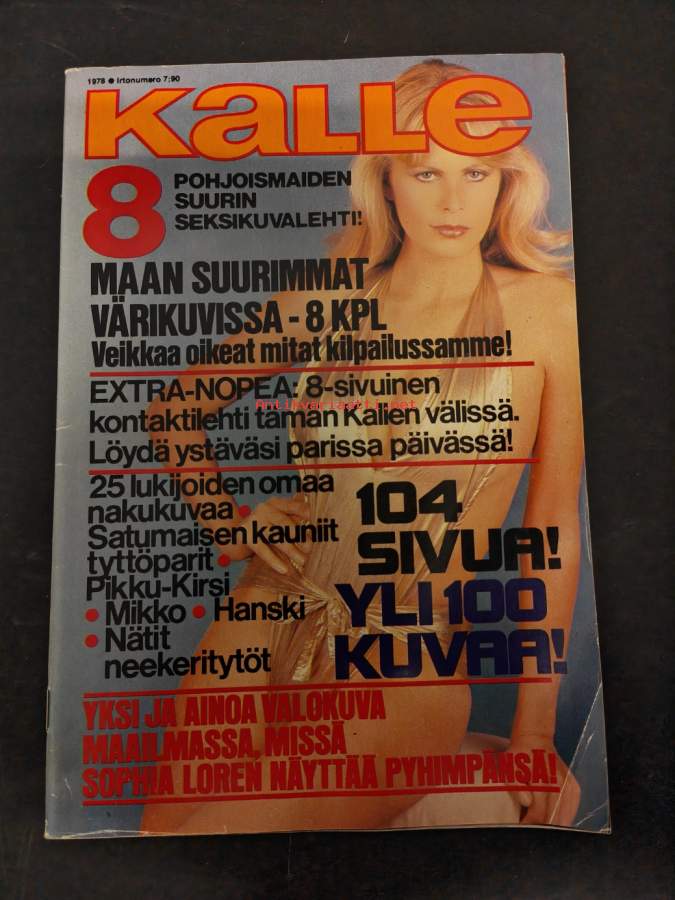 1978 • irtonumero 7;90
KaLLe
8
POHJOISMAIDEN
SUURIN
SEKSIKUVALEHTI!
MAAN SUURIMMAT
VÄRIKUVISSA - 8 KPL
Veikkaa oikeat mitat kilpailussamme!
EXTRA-NOPEA: 8-sivuinen
Antikvariaatti.net
kontaktilehti tämän Kallen välissä.
Löydä ystäväsi parissa päivässä!
25 lukijoiden omaa
nakukuvaa •
Satumaisen kauniit
tyttöparit •
Pikku-Kirsi
• Mikko • Hanski
• Nätit
neekeritytöt
104
SIVUA!
YLI 100
KUVAA!
YKSI JA AINOA VALOKUVA
MAAILMASSA, MISSÄ
SOPHIA LOREN NÄYTTÄÄ PYHIMPÄNSÄ!